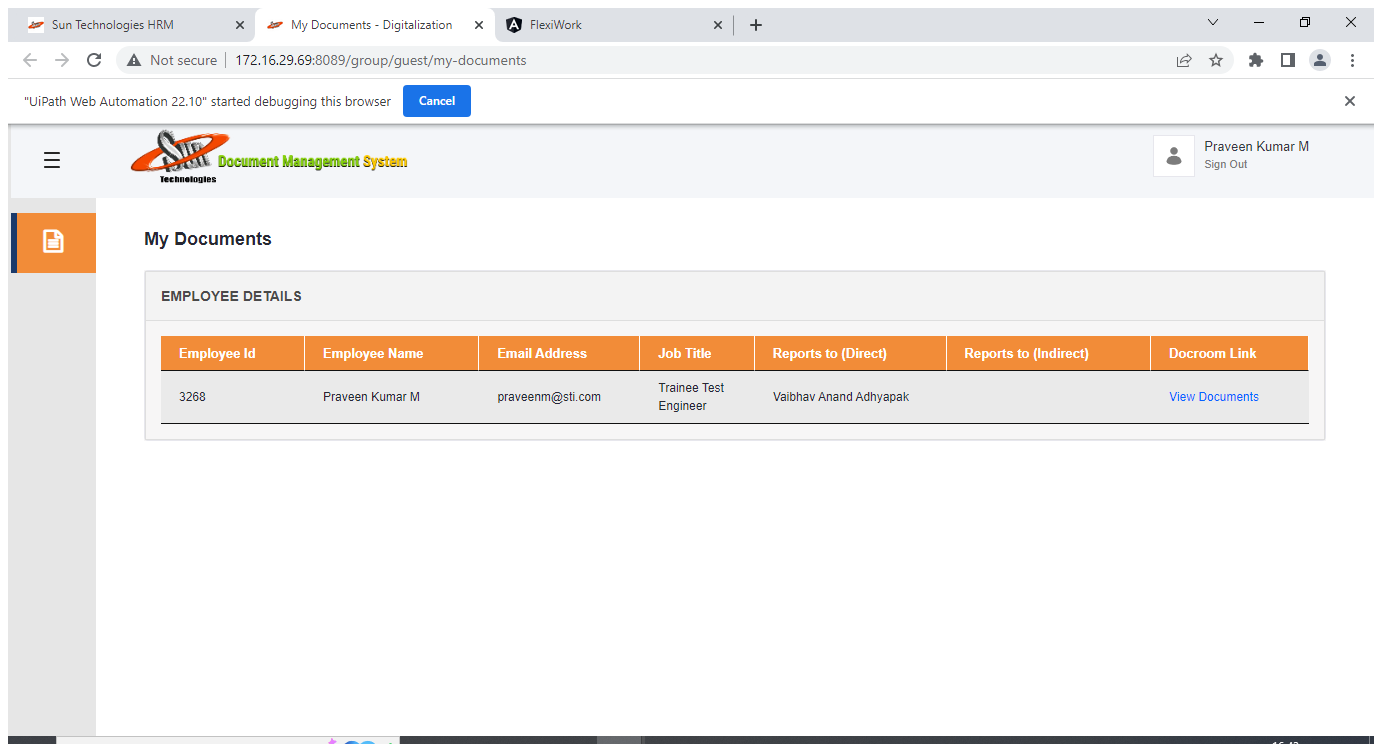 Sun Technologies HRM
My Documents - Digitalization
FlexiWork
Not secure
172.16.29.69:8089/group/guest/my-documents
"UiPath Web Automation 22.10" started debugging this browser
Cancel
Sun
Technologies
Document Management System
Praveen Kumar M
Sign Out
My Documents
EMPLOYEE DETAILS
Employee Id Employee Name Email Address Job Title Reports to (Direct) Reports to (Indirect) Docroom Link
3268 Praveen Kumar M praveenm@sti.com Trainee Test Engineer Vaibhav Anand Adhyapak View Documents